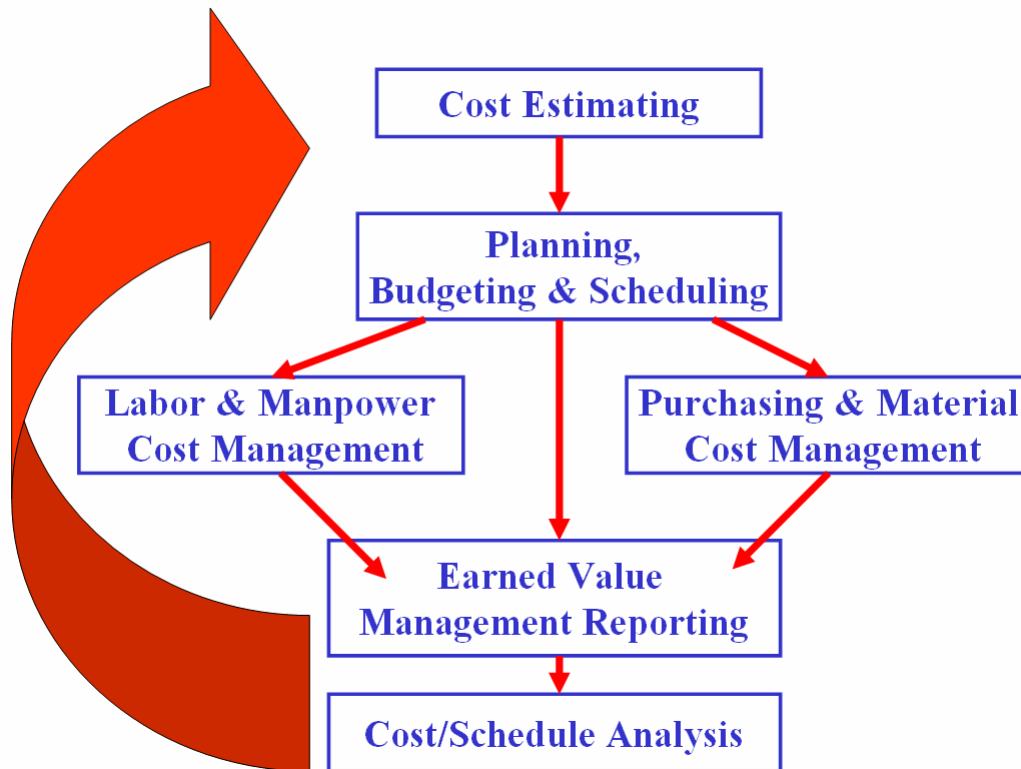 Cost Estimating
Planning,
Budgeting & Scheduling
Labor & Manpower
Cost Management
Purchasing & Material
Cost Management
Earned Value
Management Reporting
Cost/Schedule Analysis